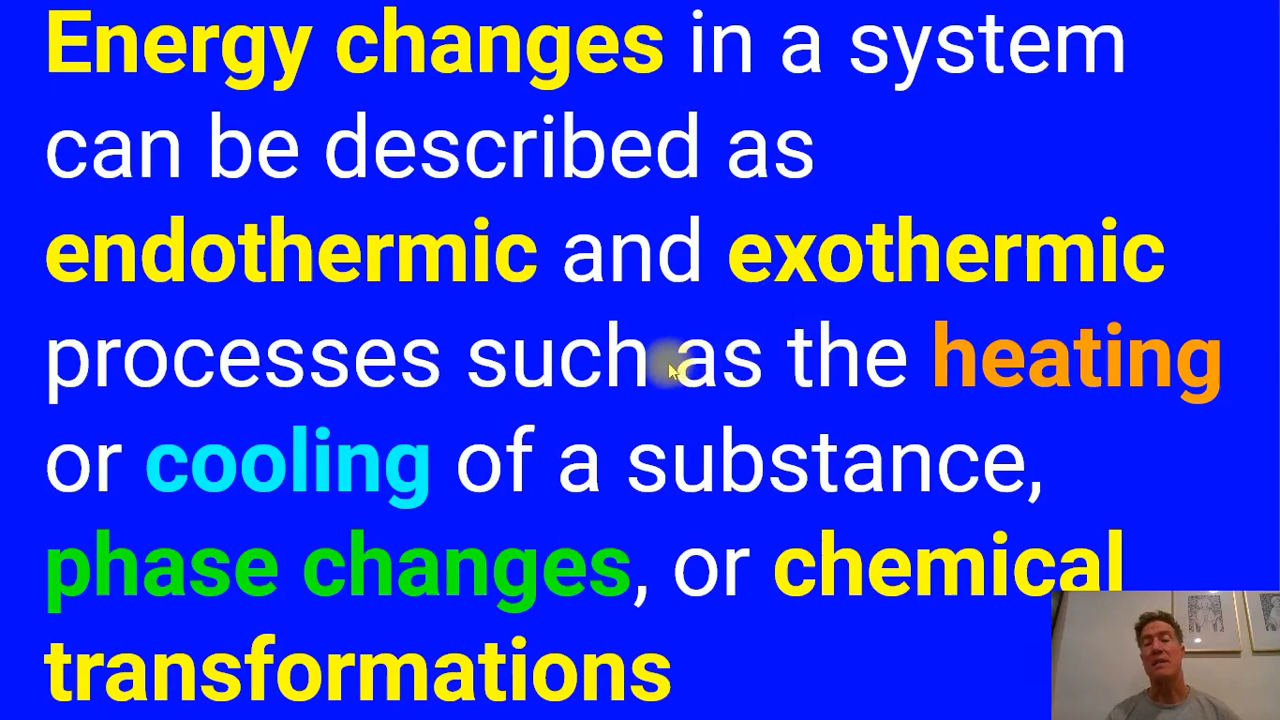 Energy changes in a system
can be described as
endothermic and exothermic
processes such as the heating
or cooling of a substance,
phase changes, or chemical
transformations